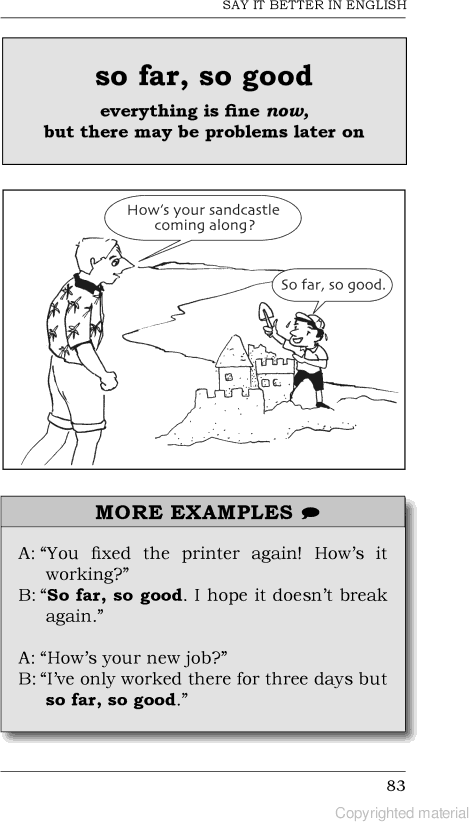 SAY IT BETTER IN ENGLISH
so far, so good
everything is fine now,
but there may be problems later on
How's your sandcastle
coming along?
So far, so good.
MORE EXAMPLES
A: “You fixed the printer again! How's it
working?”
B: “So far, so good. I hope it doesn't break
again.”
A: “How's your new job?”
B: “I've only worked there for three days but
so far, so good.”
83
Copyrighted material